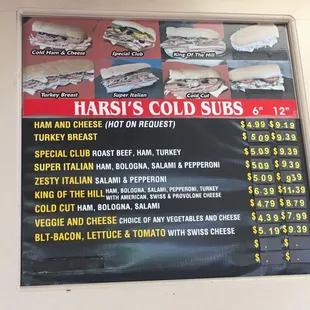 Ham & Cheese
Special Club
King Of The Hill
Turkey Breast
Super Italian
Cold Cut
HARSI'S COLD SUBS 6" 12"
HAM AND CHEESE (HOT ON REQUEST) $4.99 $9.19
TURKEY BREAST $5.09 $9.39
SPECIAL CLUB ROAST BEEF, HAM, TURKEY $5.09 $9.39
SUPER ITALIAN HAM, BOLOGNA, SALAMI & PEPPERONI $5.09 $9.39
ZESTY ITALIAN SALAMI & PEPPERONI $5.09 $9.39
KING OF THE HILL HAM, BOLOGNA, SALAMI, PEPPERONI, TURKEY
WITH AMERICAN, SWISS & PROVOLONE CHEESE $6.39 $11.39
COLD CUT HAM, BOLOGNA, SALAMI $4.79 $8.79
VEGGIE AND CHEESE CHOICE OF ANY VEGETABLES AND CHEESE $4.39 $7.99
BLT-BACON, LETTUCE & TOMATO WITH SWISS CHEESE $5.19 $9.39